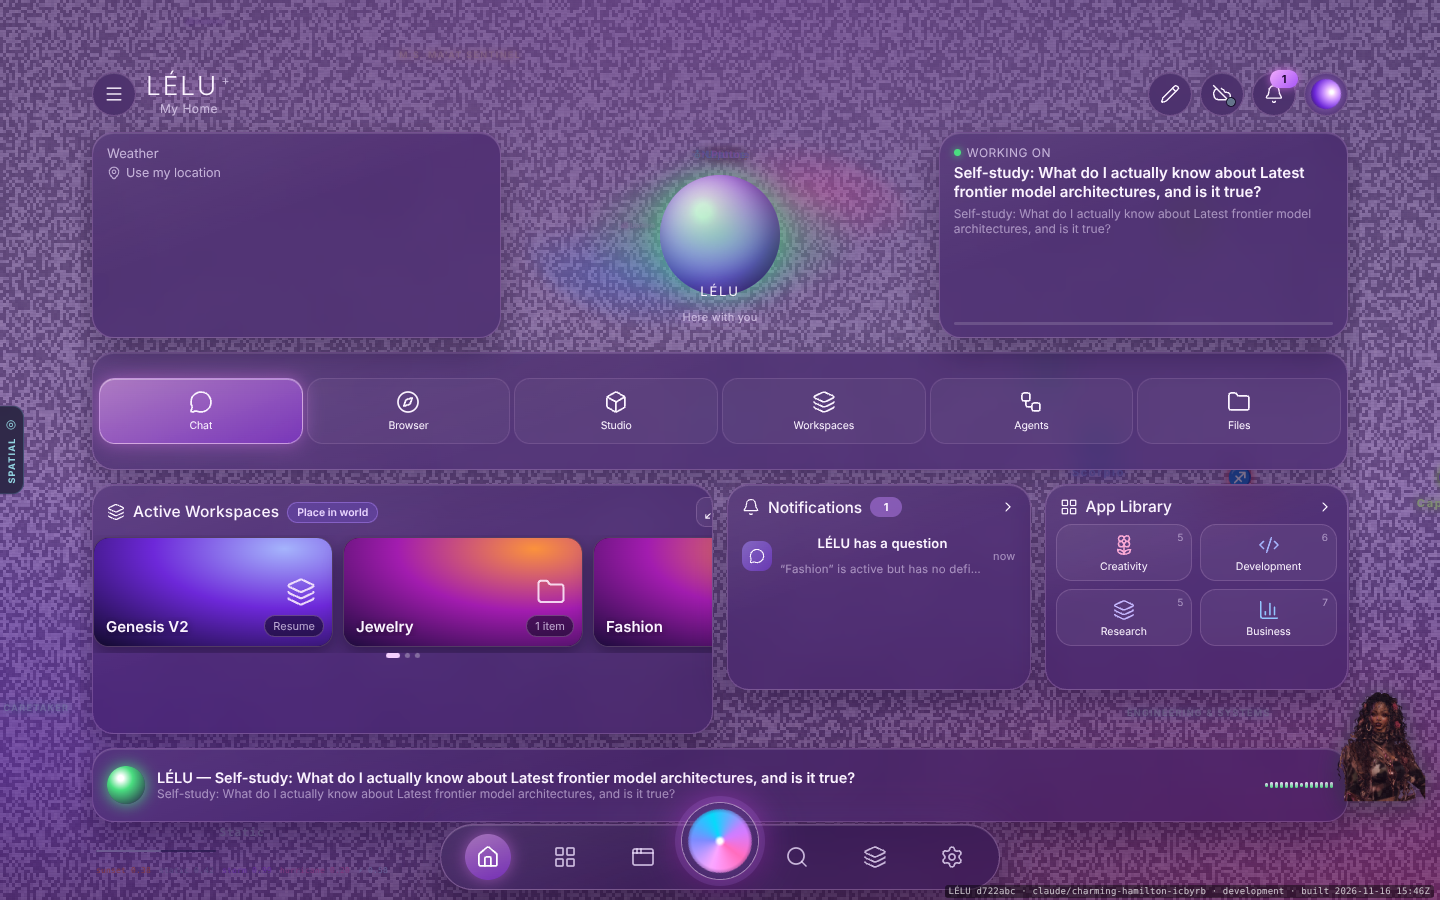 LÉLU +
My Home
1
Weather
Use my location
LÉLU
Here with you
WORKING ON
Self-study: What do I actually know about Latest
frontier model architectures, and is it true?
Self-study: What do I actually know about Latest frontier model
architectures, and is it true?
SPATIAL
Chat
Browser
Studio
Workspaces
Agents
Files
Active Workspaces
Place in world
Genesis V2
Resume
Jewelry
1 item
Fashion
Notifications
1
LÉLU has a question
"Fashion" is active but has no defi...
now
App Library
Creativity
5
Development
6
Research
5
Business
7
LÉLU — Self-study: What do I actually know about Latest frontier model architectures, and is it true?
Self-study: What do I actually know about Latest frontier model architectures, and is it true?
LÉLU d722abc · claude/charming-hamilton-icbyrb · development · built 2026-11-16 15:46Z